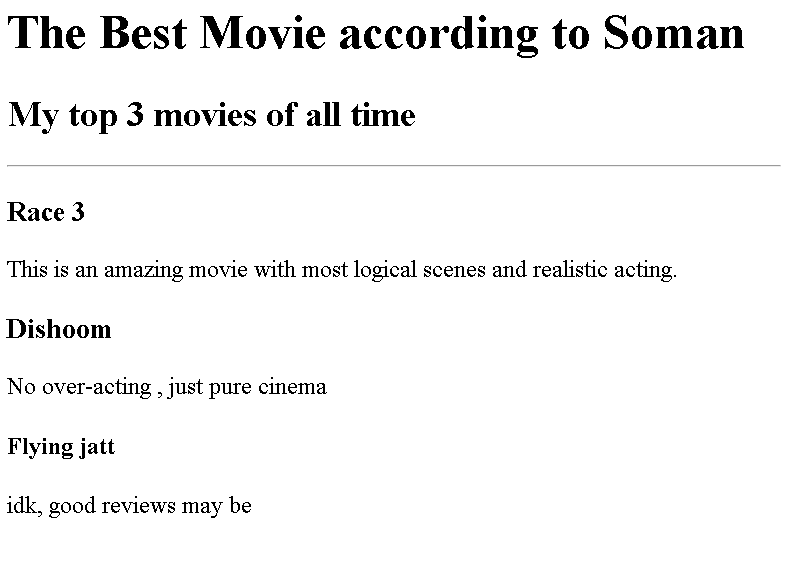 The Best Movie according to Soman
My top 3 movies of all time
Race 3
This is an amazing movie with most logical scenes and realistic acting.
Dishoom
No over-acting , just pure cinema
Flying jatt
idk, good reviews may be